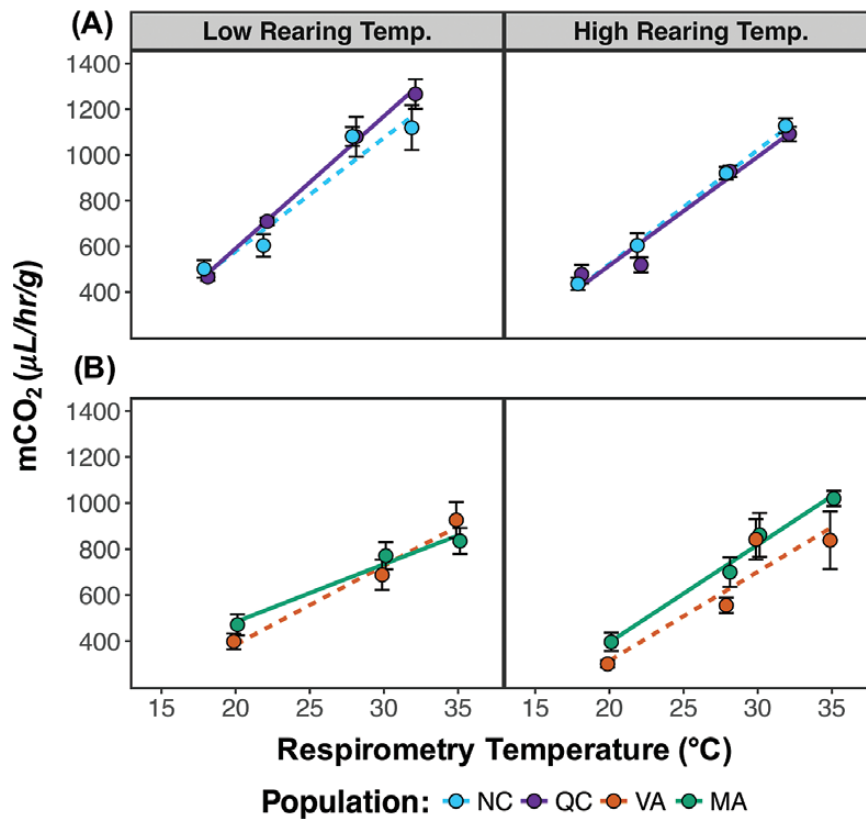 (A)
Low Rearing Temp. High Rearing Temp.
1400
1200
1000
800
600
400
mCO₂ (μL/hr/g)
(B)
1400
1200
1000
800
600
400
15 20 25 30 35 15 20 25 30 35
Respirometry Temperature (°C)
Population: NC QC VA MA